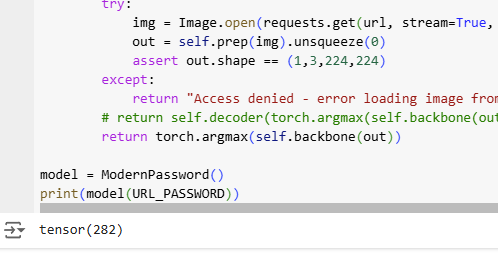 try:
img = Image.open(requests.get(url, stream=True,
out = self.prep(img).unsqueeze(0)
assert out.shape == (1,3,224,224)
except:
return "Access denied - error loading image from
# return self.decoder(torch.argmax(self.backbone(out
return torch.argmax(self.backbone(out))
model = ModernPassword()
print(model(URL_PASSWORD))
tensor(282)